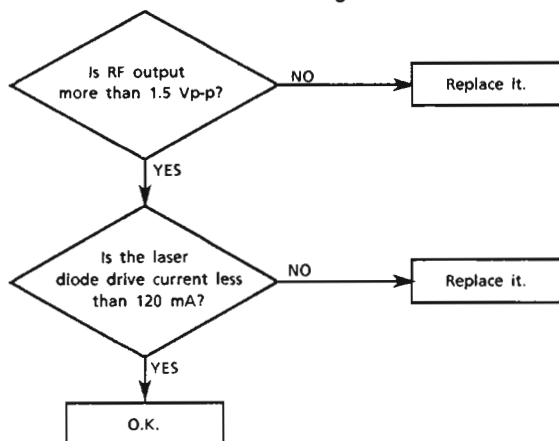 Is RF output
more than 1.5 Vp-p?
NO
Replace it.
YES
Is the laser
diode drive current less
than 120 mA?
NO
Replace it.
YES
O.K.